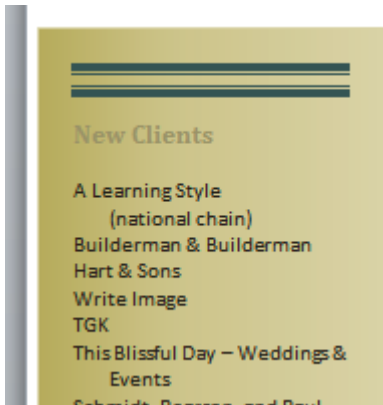 New Clients
A Learning Style
(national chain)
Builderman & Builderman
Hart & Sons
Write Image
TGK
This Blissful Day – Weddings &
Events